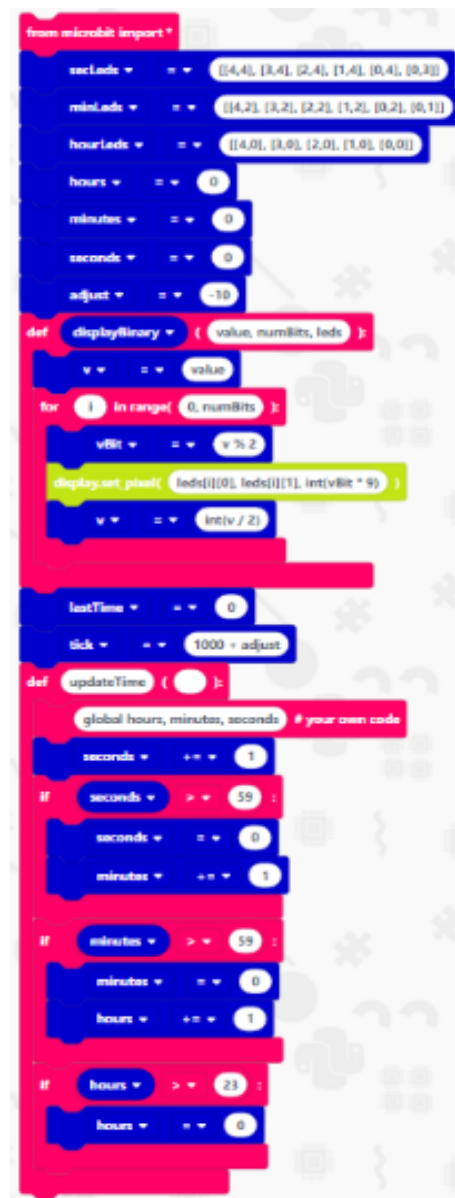 from microbit import *
secLeds = [[4,4], [3,4], [2,4], [1,4], [0,4], [0,3]]
minLeds = [[4,2], [3,2], [2,2], [1,2], [0,2], [0,1]]
hourLeds = [[4,0], [3,0], [2,0], [1,0], [0,0]]
hours = 0
minutes = 0
seconds = 0
adjust = -10
def displayBinary ( value, numBits, leds ):
v = value
for i in range( 0, numBits ):
vBit = v % 2
display.set_pixel( leds[i][0], leds[i][1], int(vBit * 9) )
v = int(v / 2)
lastTime = 0
tick = 1000 + adjust
def updateTime ( ):
global hours, minutes, seconds # your own code
seconds += 1
if seconds > 59 :
seconds = 0
minutes += 1
if minutes > 59 :
minutes = 0
hours += 1
if hours > 23 :
hours = 0